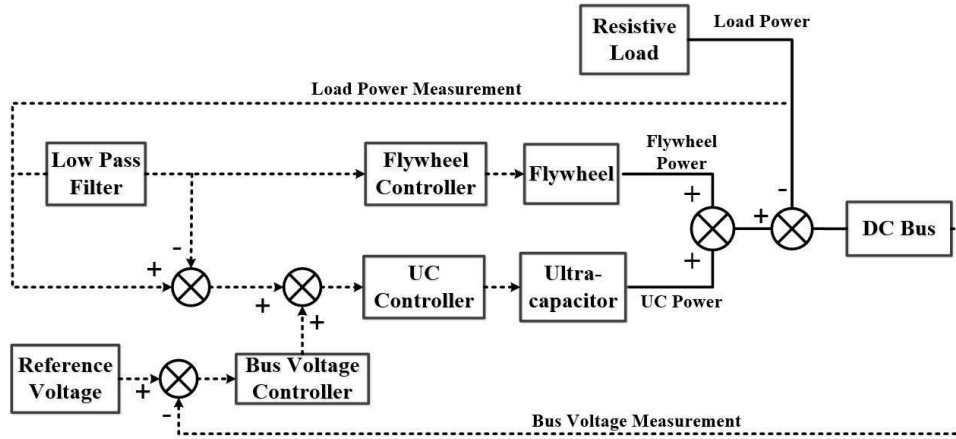 Resistive
Load
Load Power
Load Power Measurement
Low Pass
Filter
Flywheel
Controller
Flywheel
Flywheel
Power
+
-
+
DC Bus
-
+
+
+
+
UC
Controller
Ultra-
capacitor
UC Power
Reference
Voltage
+
-
Bus Voltage
Controller
Bus Voltage Measurement